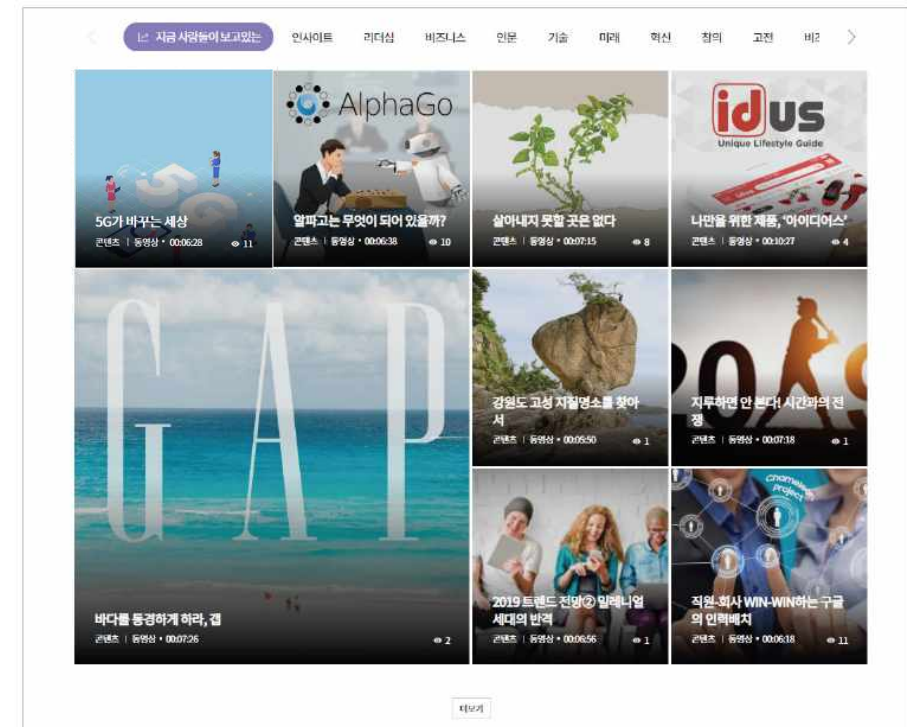 지금 사람들이 보고있는 인사이트 리더십 비즈니스 인문 기술 미래 혁신 창의 고전
AlphaGo
idus
Unique Lifestyle Guide
5G가 바꾸는 세상
콘텐츠 | 동영상 • 00:06:28 11
알파고는 무엇이 되어 있을까?
콘텐츠 | 동영상 • 00:06:38 10
살아내지 못할 곳은 없다
콘텐츠 | 동영상 • 00:07:15 8
나만을 위한 제품, '아이디어스'
콘텐츠 | 동영상 • 00:10:27 4
GAP
바다를 동경하게 하라, 갭
콘텐츠 | 동영상 • 00:07:26 2
강원도 고성 지질명소를 찾아
서
콘텐츠 | 동영상 • 00:05:50 1
2019
지루하면 안 본다! 시간과의 전
쟁
콘텐츠 | 동영상 • 00:07:18 1
2019 트렌드 전망② 밀레니얼
세대의 반격
콘텐츠 | 동영상 • 00:06:56 1
Chameleon
Project
직원-회사 WIN-WIN하는 구글
의 인력배치
콘텐츠 | 동영상 • 00:06:18 11
더보기